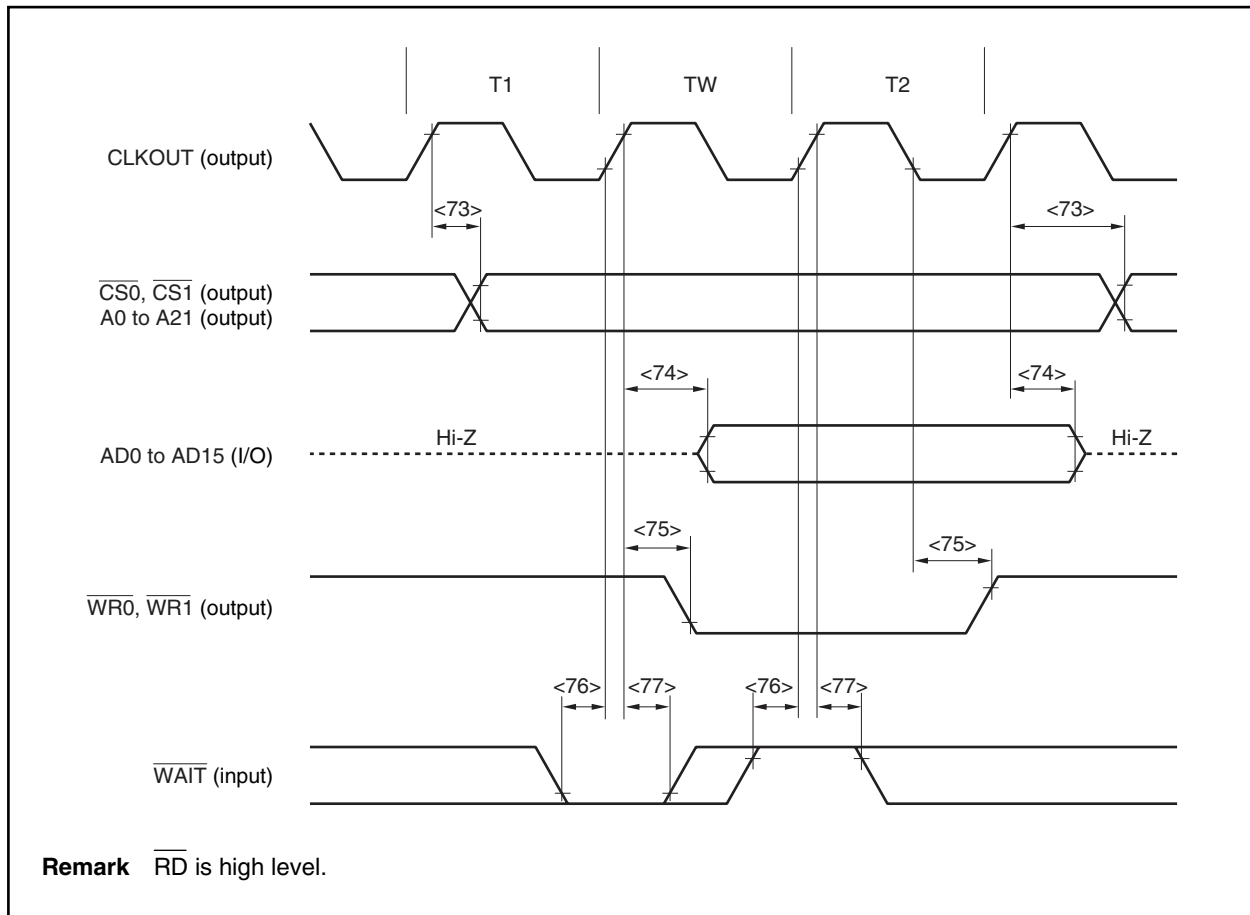 T1 TW T2
CLKOUT (output)
<73> <73>
CS0, CS1 (output)
A0 to A21 (output)
<74> <74>
Hi-Z Hi-Z
AD0 to AD15 (I/O)
<75> <75>
WR0, WR1 (output)
<76> <77> <76> <77>
WAIT (input)
Remark RD is high level.